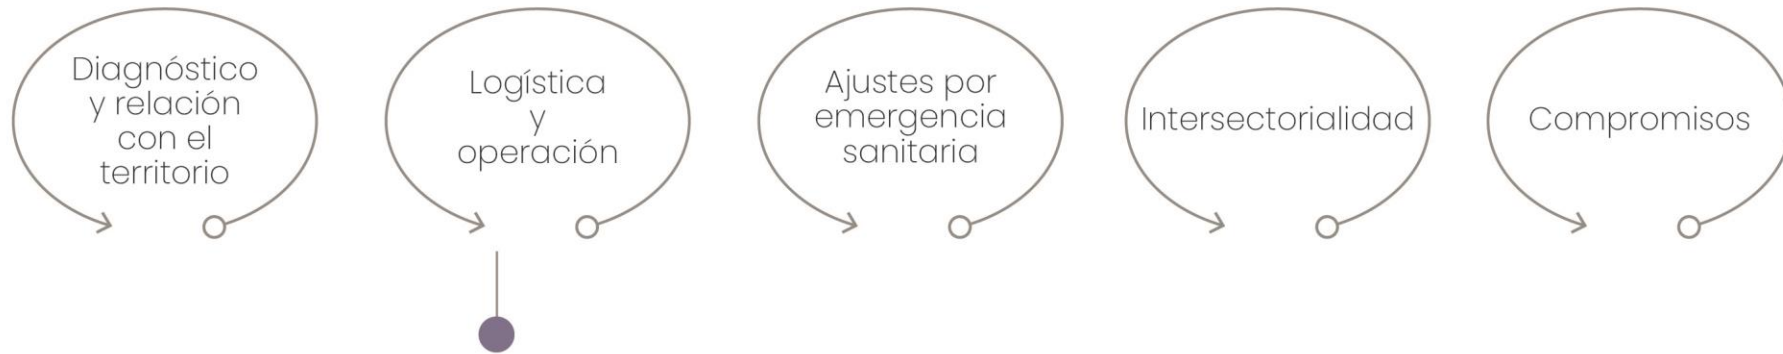 Diagnóstico
y relación
con el
territorio
Logística
y
operación
Ajustes por
emergencia
sanitaria
Intersectorialidad
Compromisos